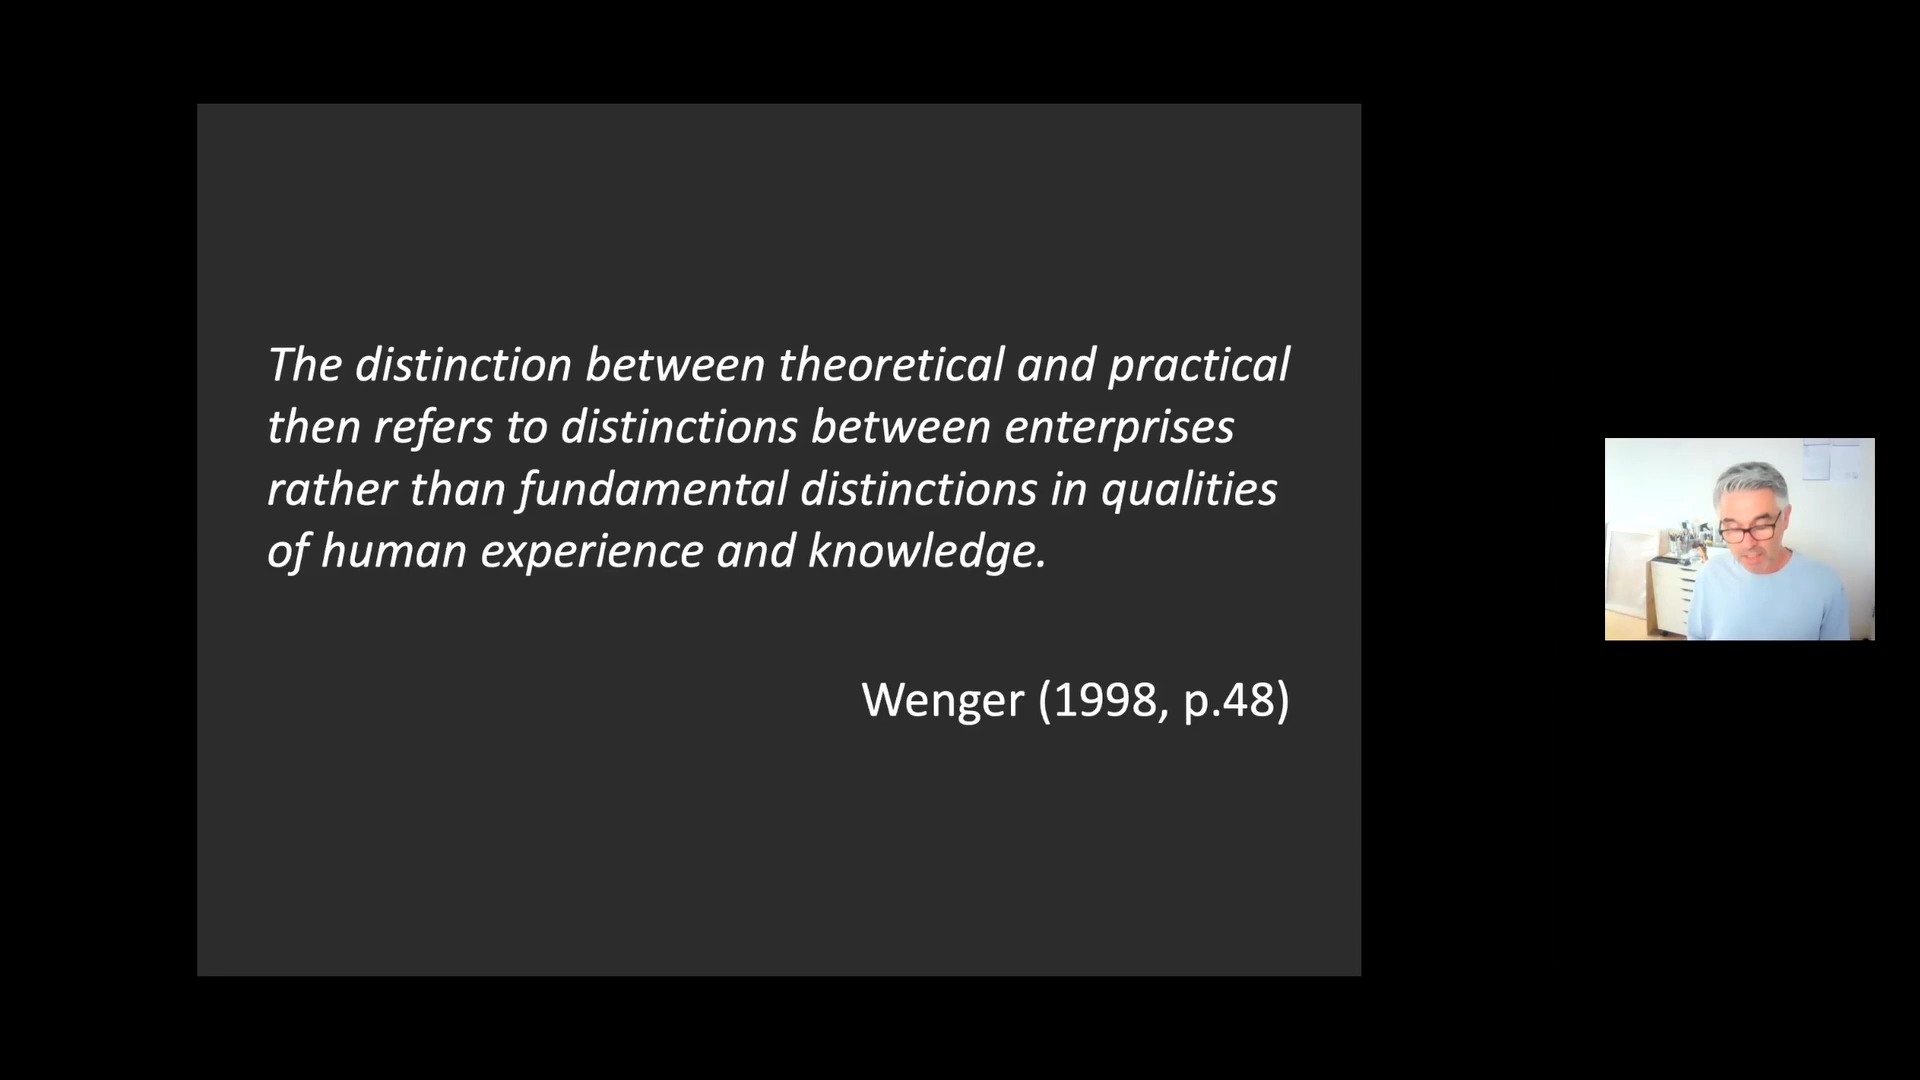 The distinction between theoretical and practical
then refers to distinctions between enterprises
rather than fundamental distinctions in qualities
of human experience and knowledge.
Wenger (1998, p.48)